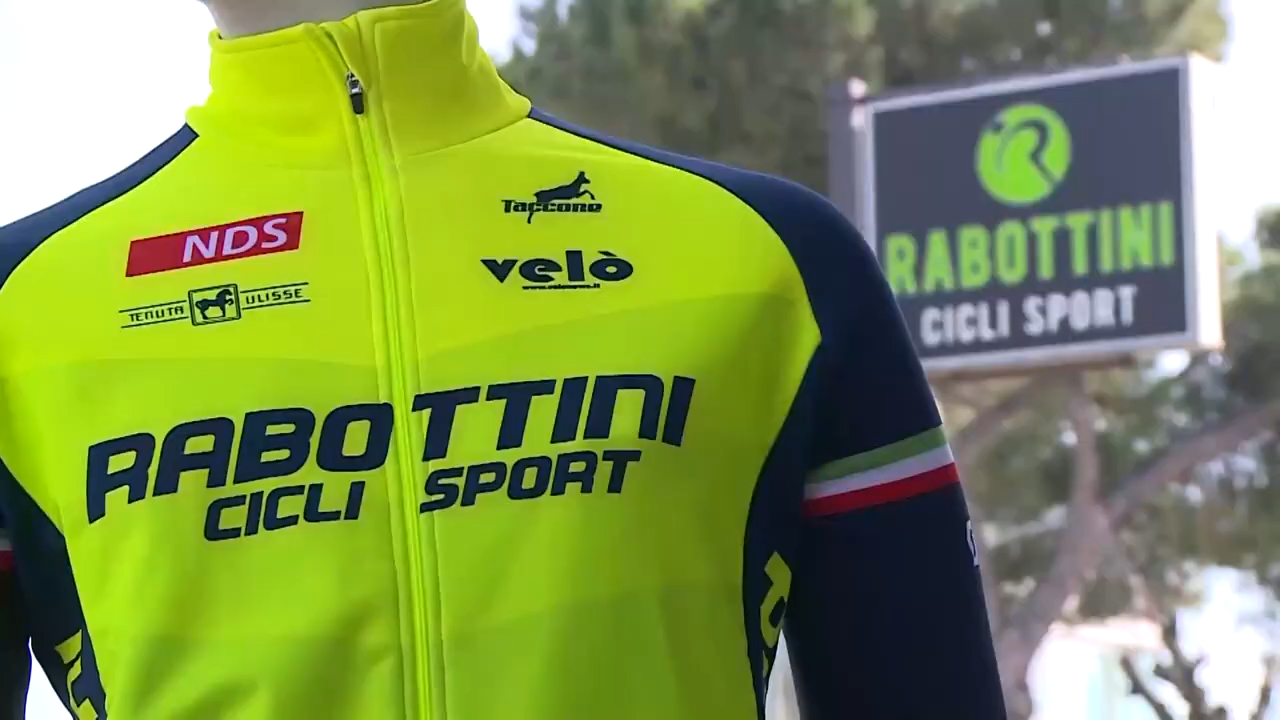 NDS
TENUTA ULISSE
Taccone
velò
RABOTTINI
CICLI SPORT
R
RABOTTINI
CICLI SPORT